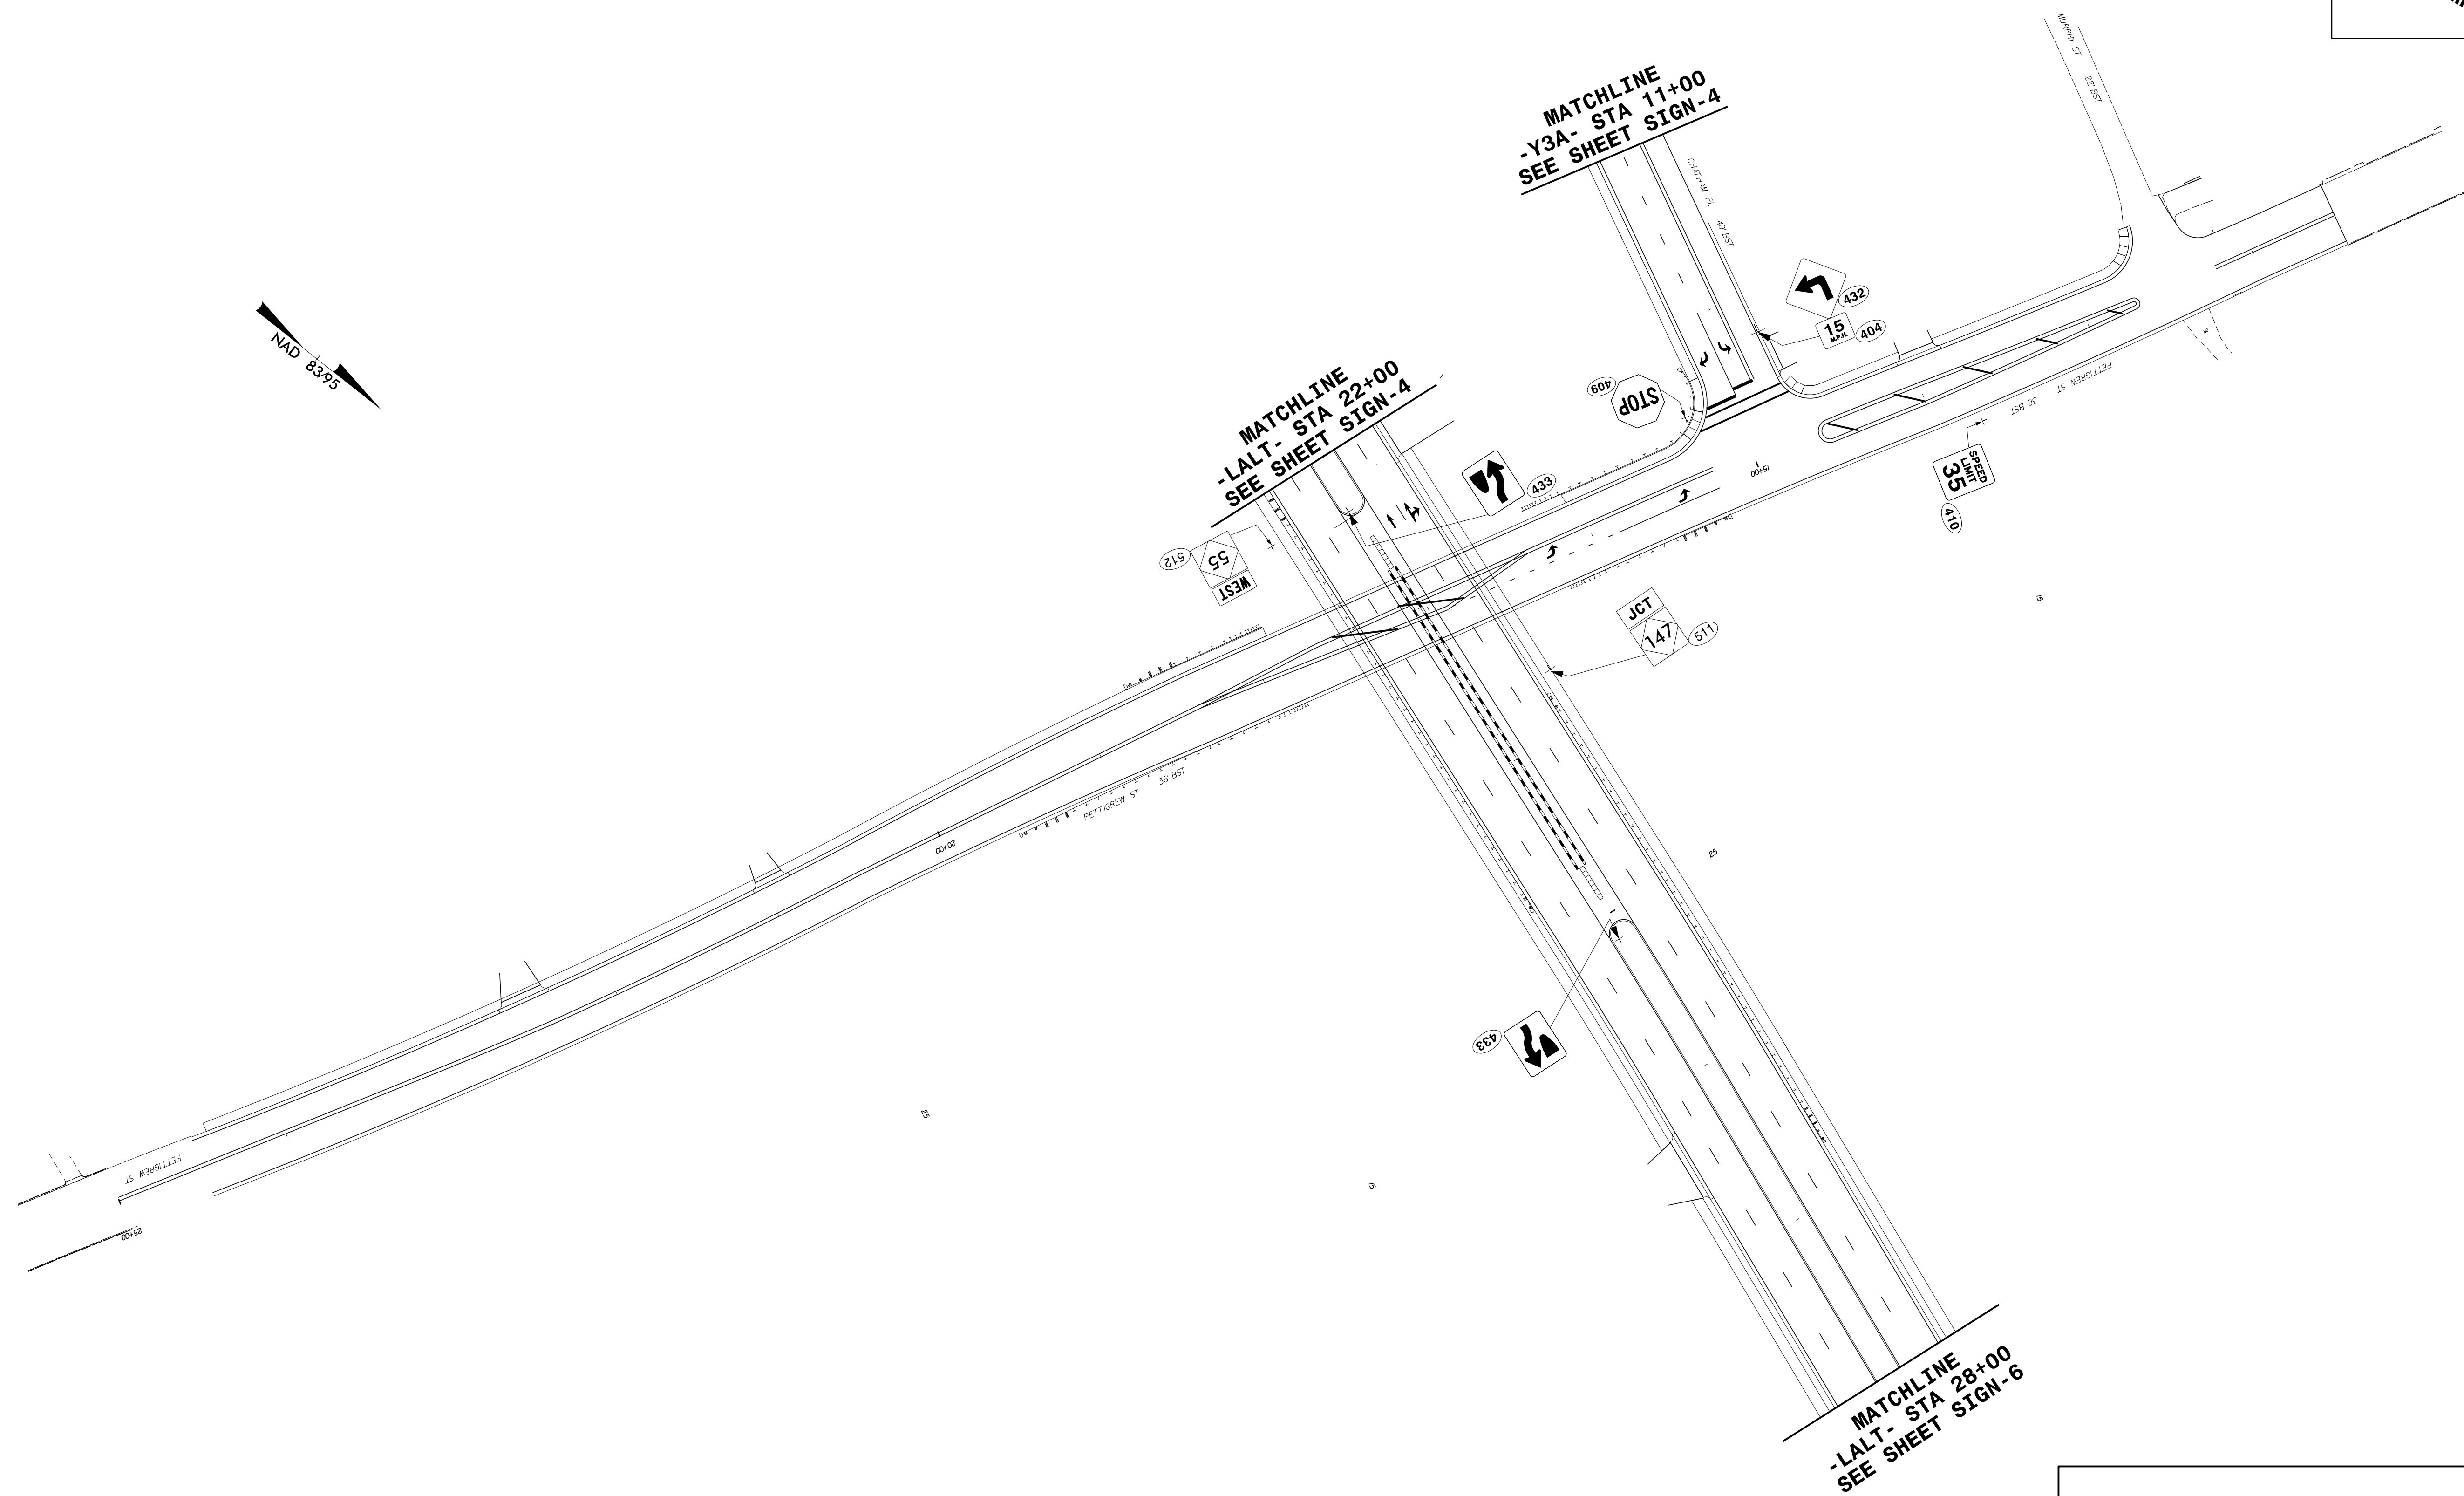 MURPHY ST    22' BST
MATCHLINE
-Y3A- STA 11+00
SEE SHEET SIGN-4
CHATHAM PL    40' BST
432
15
M.P.H.
404
NAD 83/95
MATCHLINE
-LALT- STA 22+00
SEE SHEET SIGN-4
409
STOP
PETTIGREW ST
36' BST
15+00
433
SPEED
LIMIT
35
410
512
55
WEST
JCT
147
511
15
PETTIGREW ST    36' BST
20+00
25
433
25
15
PETTIGREW ST
25+00
MATCHLINE
-LALT- STA 28+00
SEE SHEET SIGN-6